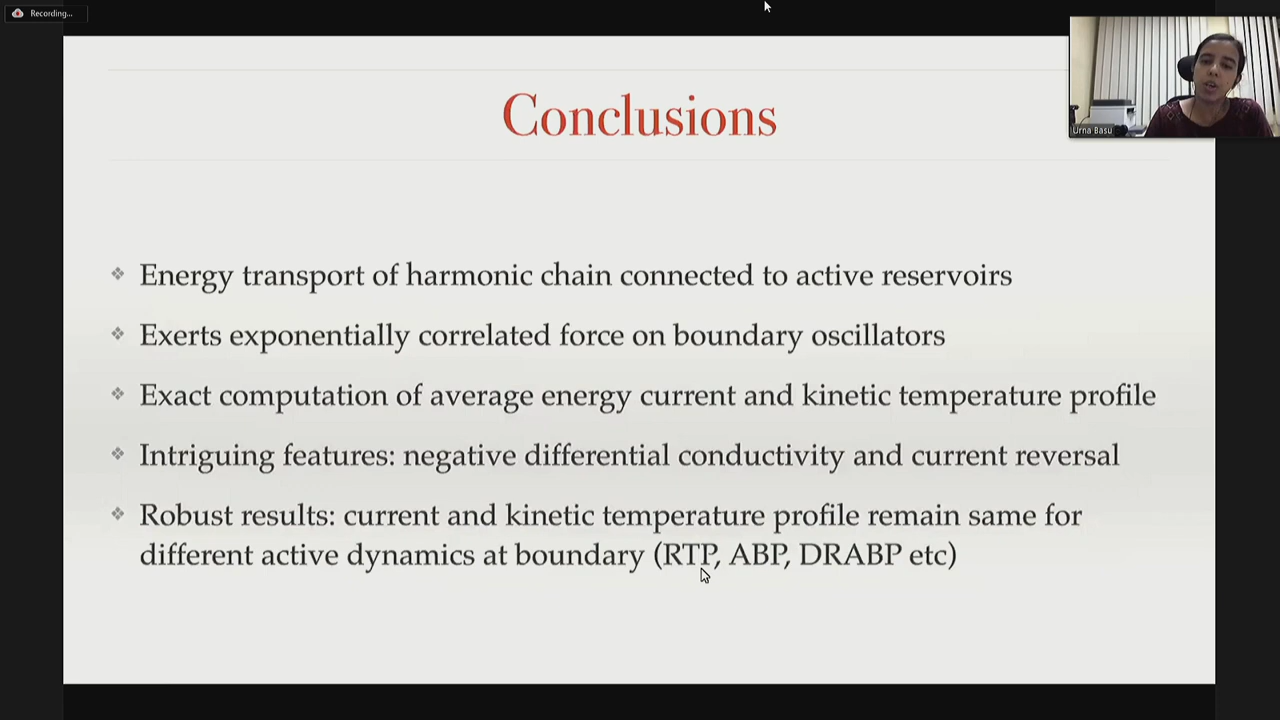 Recording...
Conclusions
Urna Basu
Energy transport of harmonic chain connected to active reservoirs
Exerts exponentially correlated force on boundary oscillators
Exact computation of average energy current and kinetic temperature profile
Intriguing features: negative differential conductivity and current reversal
Robust results: current and kinetic temperature profile remain same for
different active dynamics at boundary (RTP, ABP, DRABP etc)